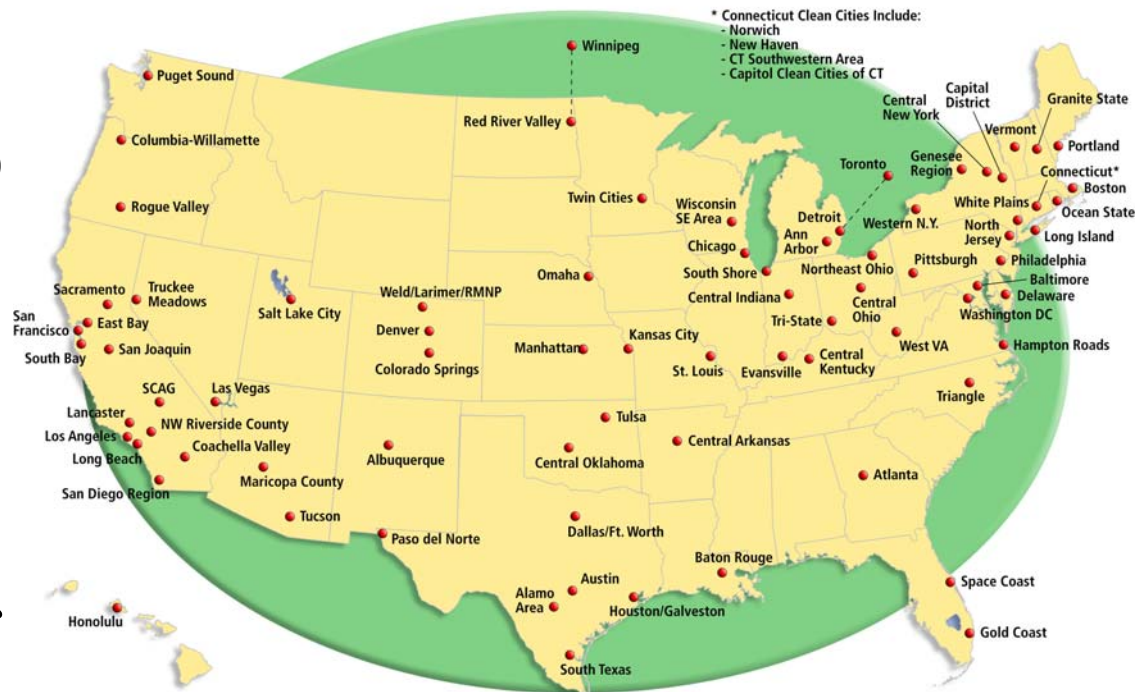 * Connecticut Clean Cities Include:
- Norwich
- New Haven
- CT Southwestern Area
- Capitol Clean Cities of CT
Winnipeg
Puget Sound
Capital
District
Central
New York
Granite State
Red River Valley
Vermont
Columbia-Willamette
Portland
Genesee
Region
Toronto
Connecticut*
Boston
Twin Cities
Wisconsin
SE Area
Rogue Valley
White Plains
Ocean State
Detroit
Western N.Y.
Ann
Arbor
North
Jersey
Long Island
Chicago
Northeast Ohio
Pittsburgh
Philadelphia
South Shore
Omaha
Baltimore
Sacramento
Truckee
Meadows
Weld/Larimer/RMNP
Central Indiana
Central
Ohio
Delaware
Washington DC
Salt Lake City
San
Francisco
East Bay
Denver
Tri-State
Kansas City
West VA
South Bay
San Joaquin
Manhattan
Colorado Springs
St. Louis
Evansville
Central
Kentucky
Hampton Roads
SCAG
Las Vegas
Triangle
Lancaster
Tulsa
NW Riverside County
Los Angeles
Central Arkansas
Coachella Valley
Long Beach
Albuquerque
Central Oklahoma
Maricopa County
Atlanta
San Diego Region
Tucson
Paso del Norte
Dallas/Ft. Worth
Baton Rouge
Austin
Space Coast
Alamo
Area
Houston/Galveston
Honolulu
Gold Coast
South Texas